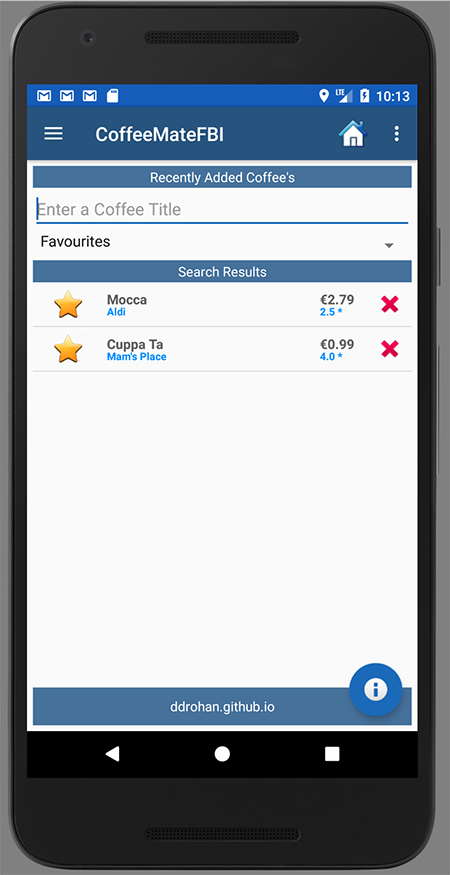 LTE 10:13
CoffeeMateFBI
Recently Added Coffee's
Enter a Coffee Title
Favourites
Search Results
Mocca €2.79
Aldi 2.5 *
Cuppa Ta €0.99
Mam's Place 4.0 *
ddrohan.github.io